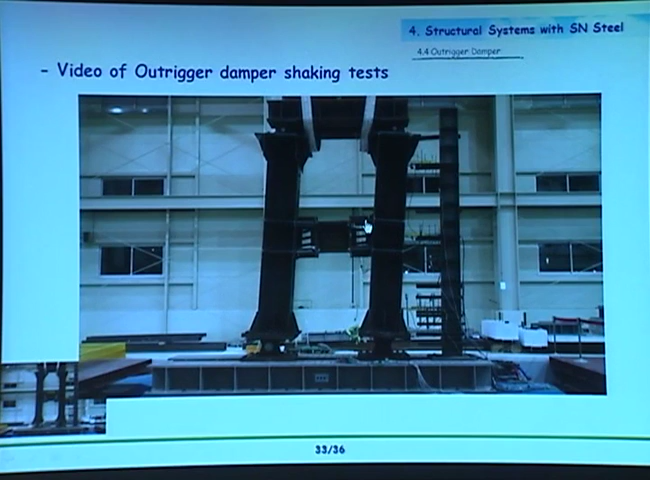 4. Structural Systems with SN Steel
4.4 Outrigger Damper
- Video of Outrigger damper shaking tests
33/36